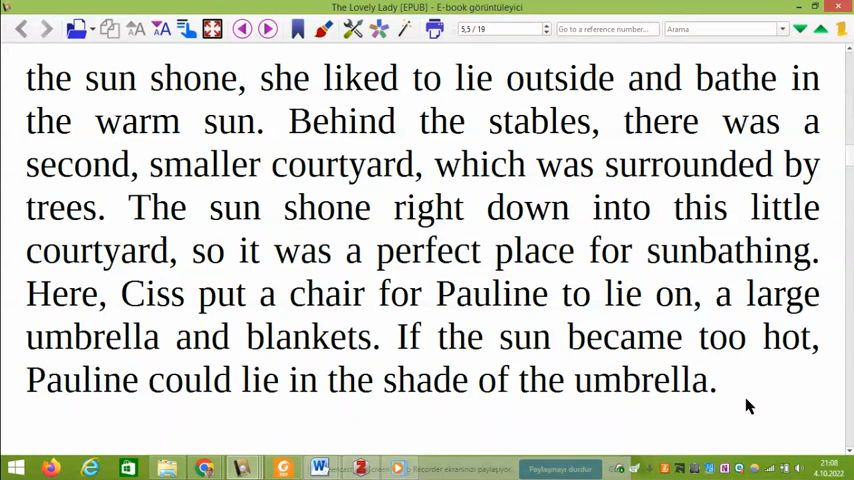 The Lovely Lady [EPUB] - E-book görüntüleyici
5,5 / 19
Go to a reference number...
Arama
the sun shone, she liked to lie outside and bathe in
the warm sun. Behind the stables, there was a
second, smaller courtyard, which was surrounded by
trees. The sun shone right down into this little
courtyard, so it was a perfect place for sunbathing.
Here, Ciss put a chair for Pauline to lie on, a large
umbrella and blankets. If the sun became too hot,
Pauline could lie in the shade of the umbrella.
Recorder ekranınızı paylaşıyor.
Paylaşmayı durdur
21:08
4.10.2022